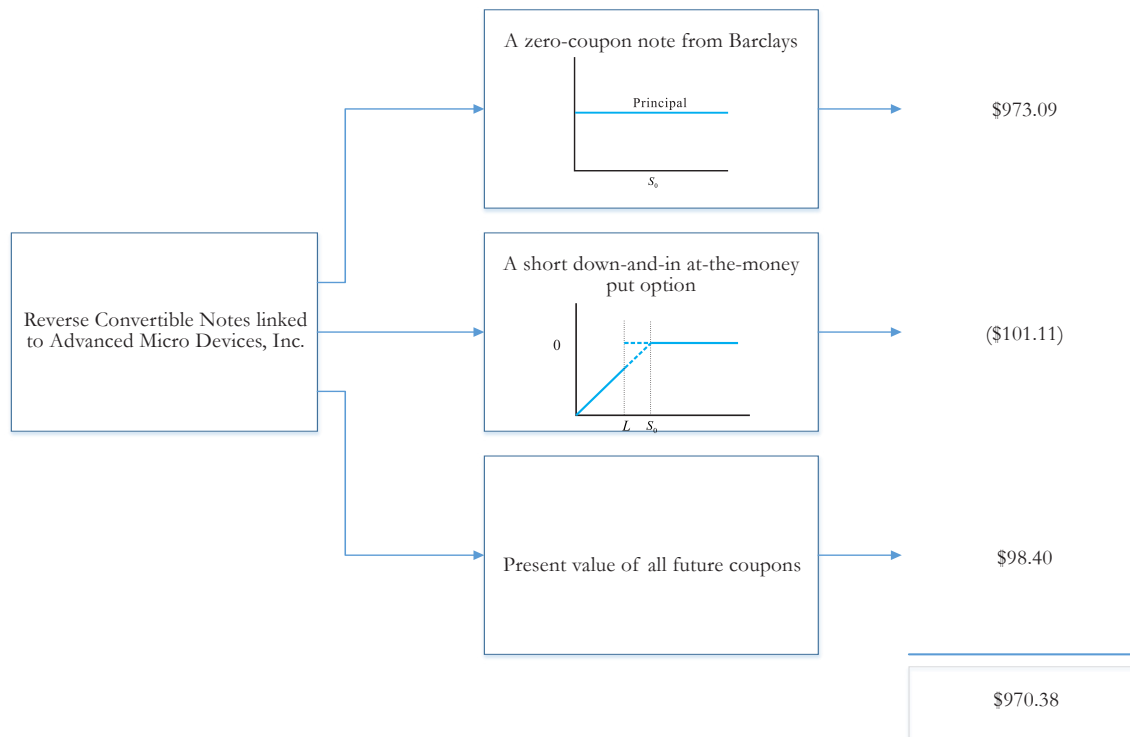 A zero-coupon note from Barclays
Principal
S₀
$973.09
Reverse Convertible Notes linked
to Advanced Micro Devices, Inc.
A short down-and-in at-the-money
put option
0
L S₀
($101.11)
Present value of all future coupons
$98.40
$970.38